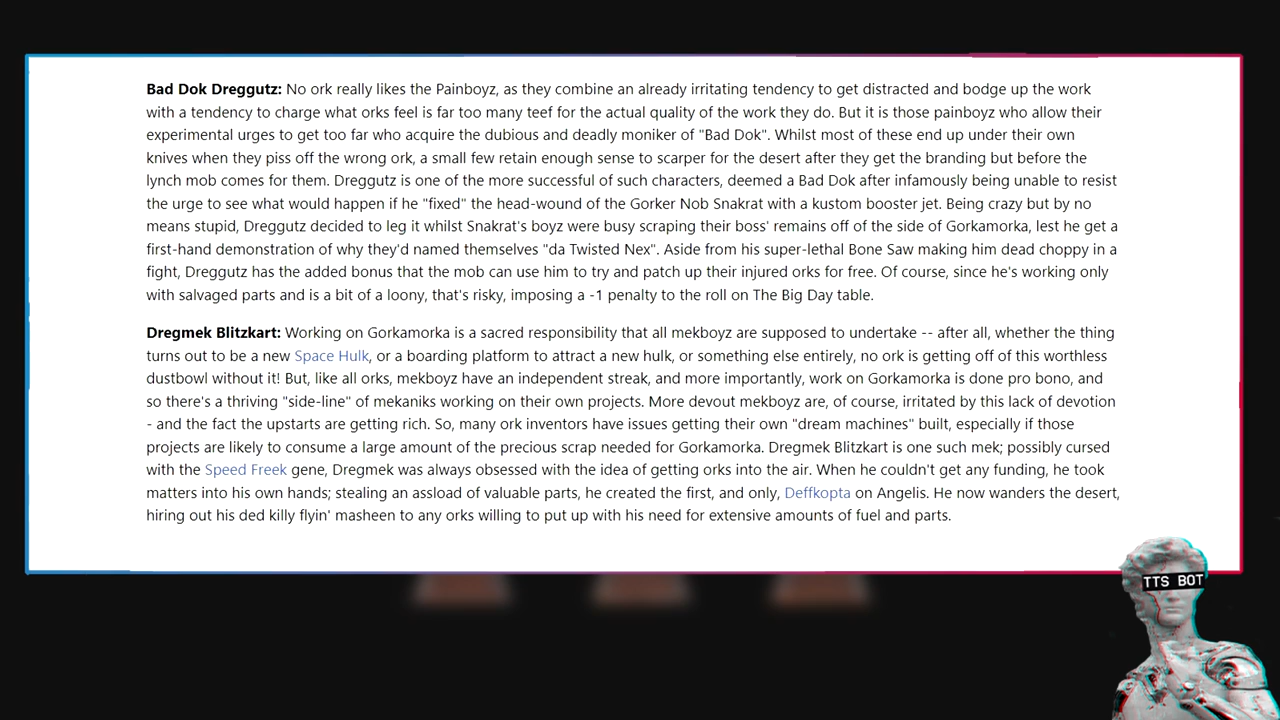 Bad Dok Dreggutz: No ork really likes the Painboyz, as they combine an already irritating tendency to get distracted and bodge up the work
with a tendency to charge what orks feel is far too many teef for the actual quality of the work they do. But it is those painboyz who allow their
experimental urges to get too far who acquire the dubious and deadly moniker of "Bad Dok". Whilst most of these end up under their own
knives when they piss off the wrong ork, a small few retain enough sense to scarper for the desert after they get the branding but before the
lynch mob comes for them. Dreggutz is one of the more successful of such characters, deemed a Bad Dok after infamously being unable to resist
the urge to see what would happen if he "fixed" the head-wound of the Gorker Nob Snakrat with a kustom booster jet. Being crazy but by no
means stupid, Dreggutz decided to leg it whilst Snakrat's boyz were busy scraping their boss' remains off of the side of Gorkamorka, lest he get a
first-hand demonstration of why they'd named themselves "da Twisted Nex". Aside from his super-lethal Bone Saw making him dead choppy in a
fight, Dreggutz has the added bonus that the mob can use him to try and patch up their injured orks for free. Of course, since he's working only
with salvaged parts and is a bit of a loony, that's risky, imposing a -1 penalty to the roll on The Big Day table.
Dregmek Blitzkart: Working on Gorkamorka is a sacred responsibility that all mekboyz are supposed to undertake -- after all, whether the thing
turns out to be a new Space Hulk, or a boarding platform to attract a new hulk, or something else entirely, no ork is getting off of this worthless
dustbowl without it! But, like all orks, mekboyz have an independent streak, and more importantly, work on Gorkamorka is done pro bono, and
so there's a thriving "side-line" of mekaniks working on their own projects. More devout mekboyz are, of course, irritated by this lack of devotion
- and the fact the upstarts are getting rich. So, many ork inventors have issues getting their own "dream machines" built, especially if those
projects are likely to consume a large amount of the precious scrap needed for Gorkamorka. Dregmek Blitzkart is one such mek; possibly cursed
with the Speed Freek gene, Dregmek was always obsessed with the idea of getting orks into the air. When he couldn't get any funding, he took
matters into his own hands; stealing an assload of valuable parts, he created the first, and only, Deffkopta on Angelis. He now wanders the desert,
hiring out his ded killy flyin' masheen to any orks willing to put up with his need for extensive amounts of fuel and parts.
TTS BOT